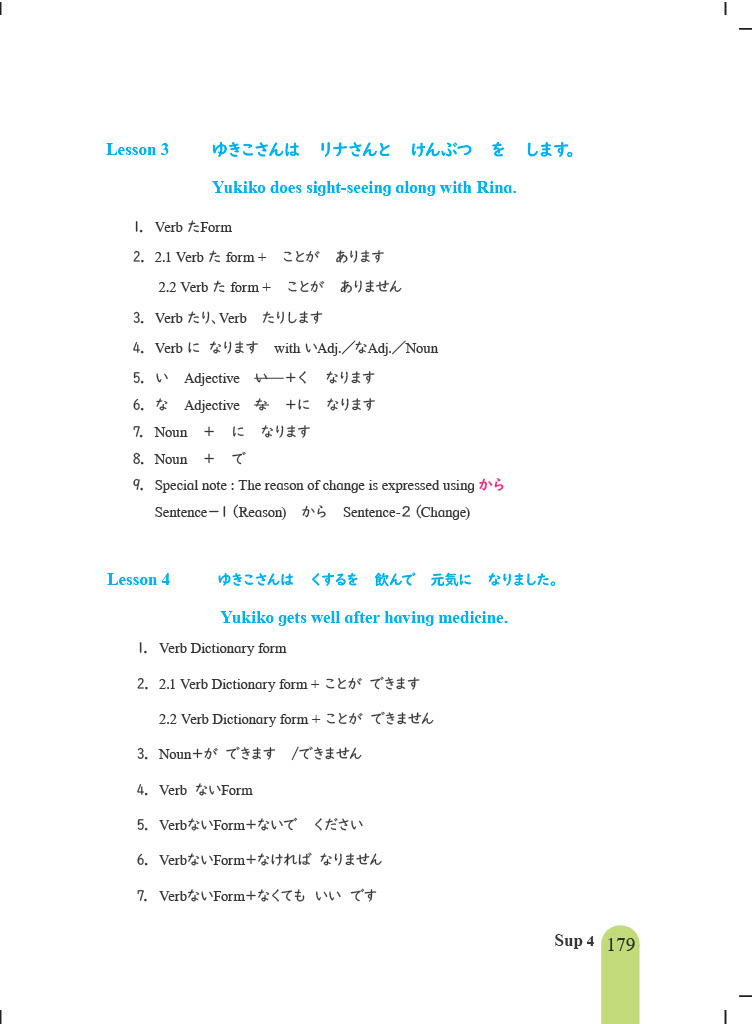 Lesson 3 ゆきこさんは リナさんと けんぶつ を します。
Yukiko does sight-seeing along with Rina.
1. Verb たForm
2. 2.1 Verb た form + ことが あります
2.2 Verb た form + ことが ありません
3. Verb たり、Verb たりします
4. Verb に なります with いAdj.／なAdj.／Noun
5. い Adjective い－＋く なります
6. な Adjective な ＋に なります
7. Noun ＋ に なります
8. Noun ＋ で
9. Special note : The reason of change is expressed using から
Sentence－1 (Reason) から Sentence-2 (Change)
Lesson 4 ゆきこさんは くするを 飲んで 元気に なりました。
Yukiko gets well after having medicine.
1. Verb Dictionary form
2. 2.1 Verb Dictionary form + ことが できます
2.2 Verb Dictionary form + ことが できません
3. Noun＋が できます /できません
4. Verb ないForm
5. VerbないForm＋ないで ください
6. VerbないForm＋なければ なりません
7. VerbないForm＋なくても いい です
Sup 4 179